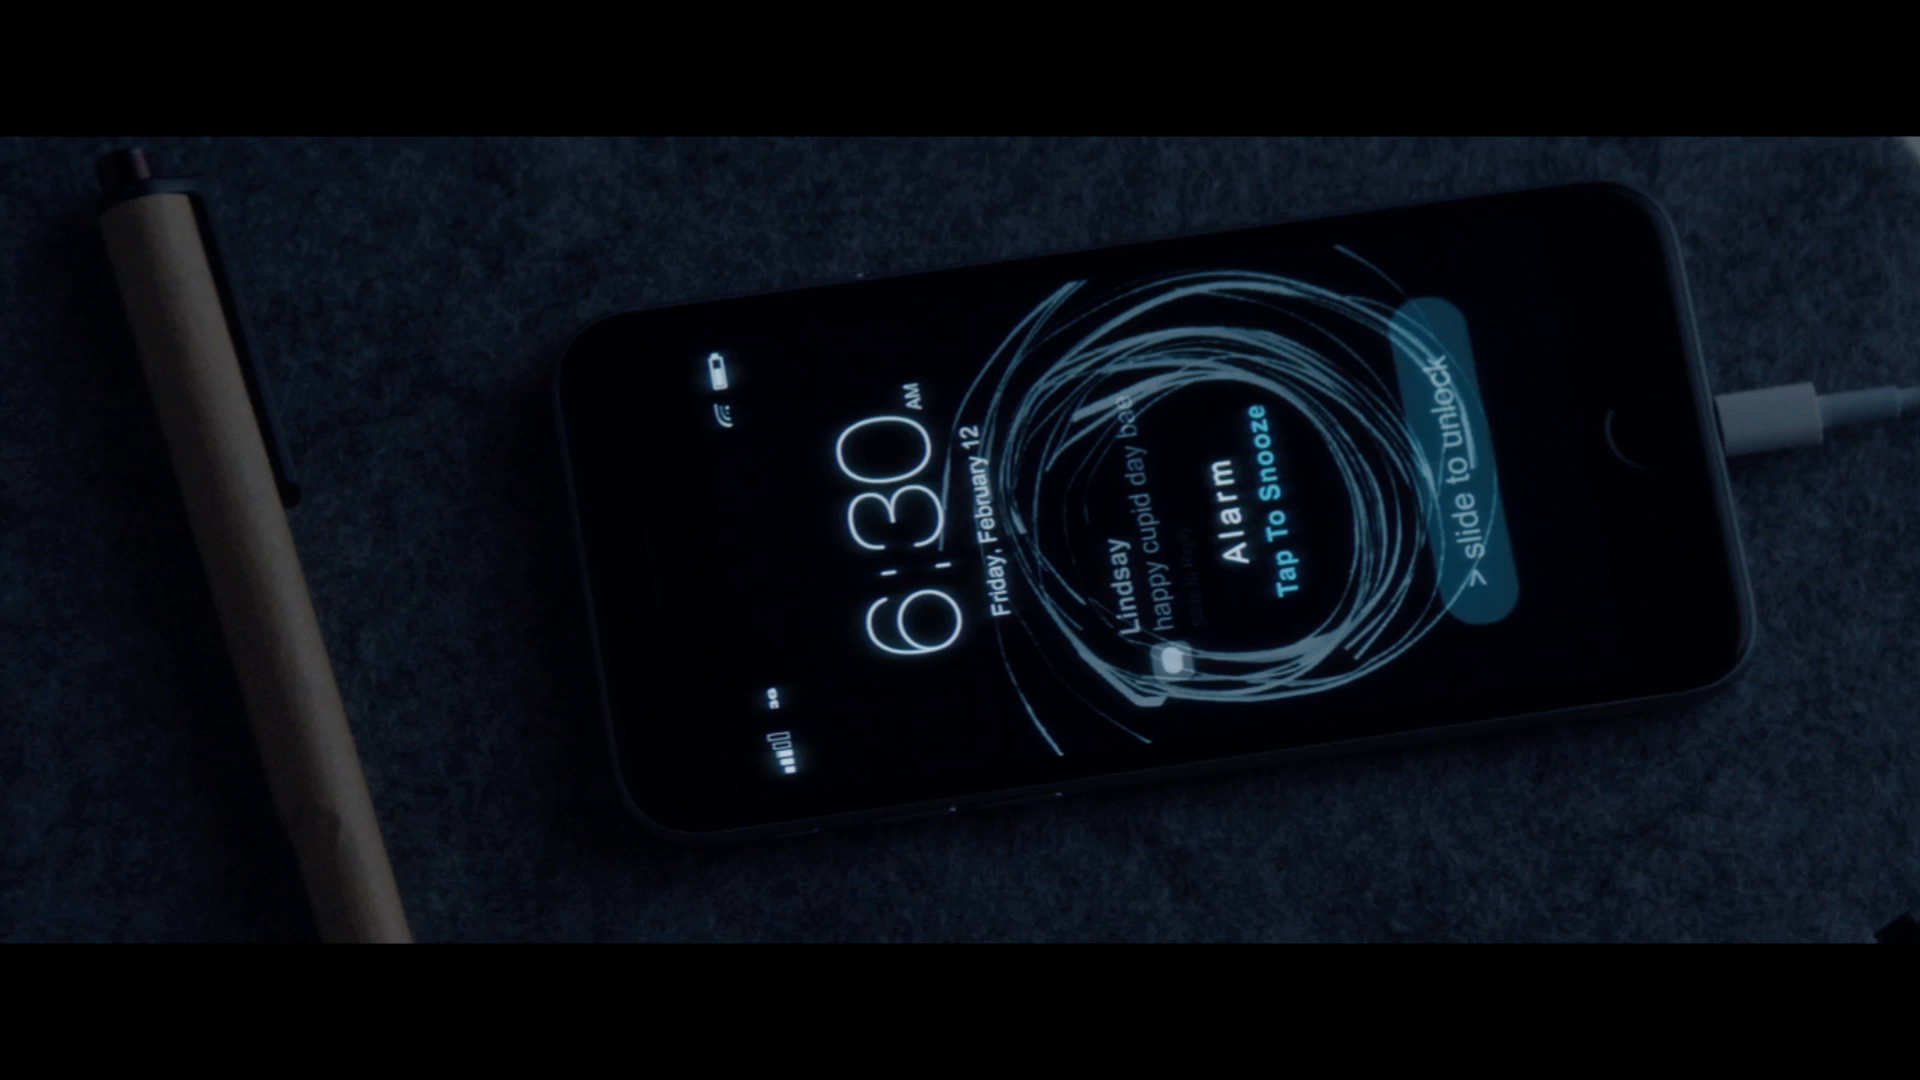 3G
6:30 AM
Friday, February 12
Lindsay
happy cupid day bae
Alarm
Tap To Snooze
> slide to unlock